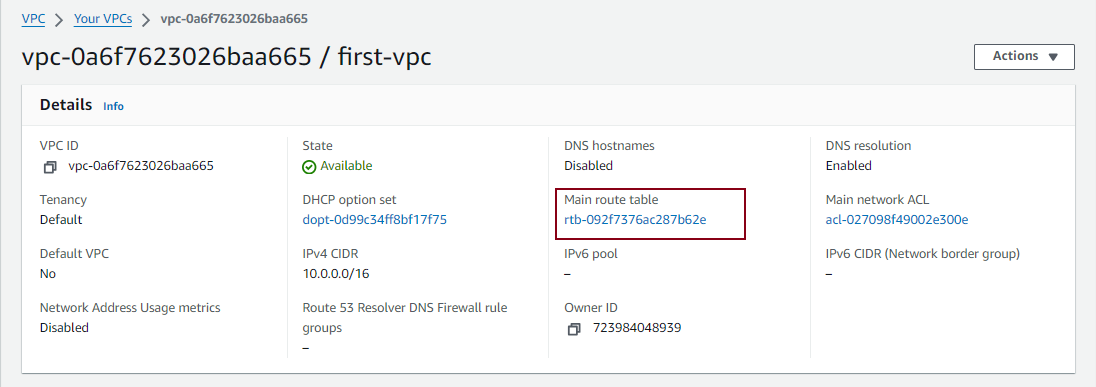 VPC > Your VPCs > vpc-0a6f7623026baa665
vpc-0a6f7623026baa665 / first-vpc
Actions
Details Info
VPC ID
vpc-0a6f7623026baa665
State
Available
DNS hostnames
Disabled
DNS resolution
Enabled
Tenancy
Default
DHCP option set
dopt-0d99c34ff8bf17f75
Main route table
rtb-092f7376ac287b62e
Main network ACL
acl-027098f49002e300e
Default VPC
No
IPv4 CIDR
10.0.0.0/16
IPv6 pool
–
IPv6 CIDR (Network border group)
–
Network Address Usage metrics
Disabled
Route 53 Resolver DNS Firewall rule
groups
–
Owner ID
723984048939